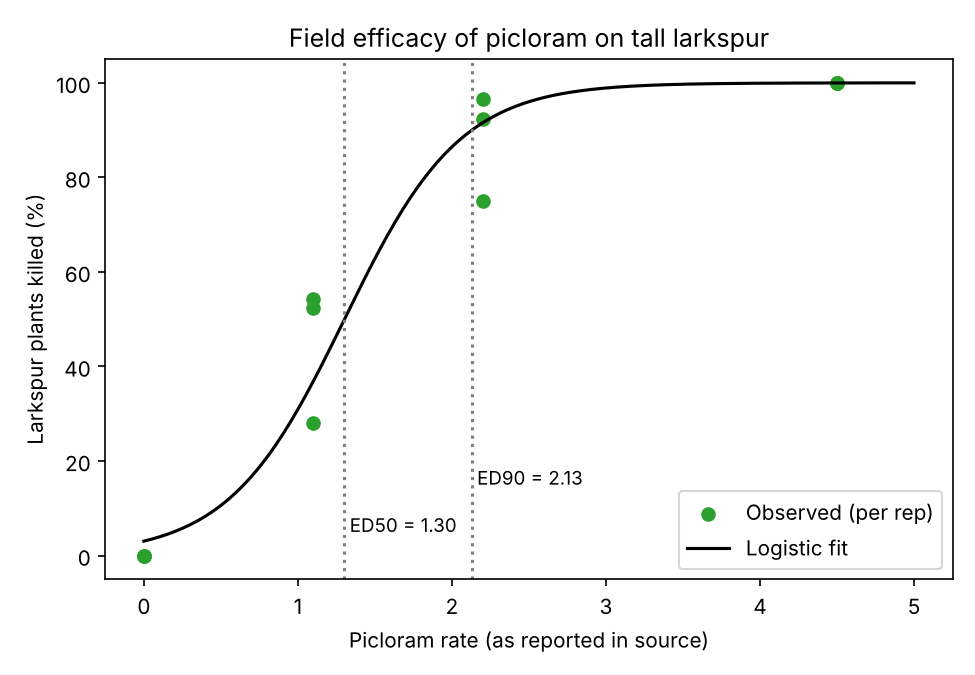 Field efficacy of picloram on tall larkspur
Larkspur plants killed (%)
100
80
60
40
20
0
ED90 = 2.13
ED50 = 1.30
Observed (per rep)
Logistic fit
0 1 2 3 4 5
Picloram rate (as reported in source)